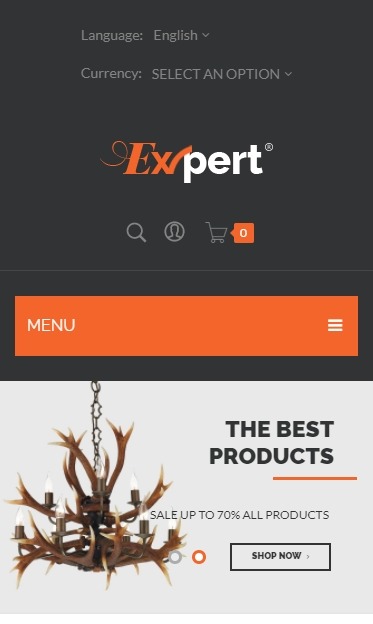 Language: English
Currency: SELECT AN OPTION
Expert®
0
MENU
THE BEST
PRODUCTS
SALE UP TO 70% ALL PRODUCTS
SHOP NOW ›